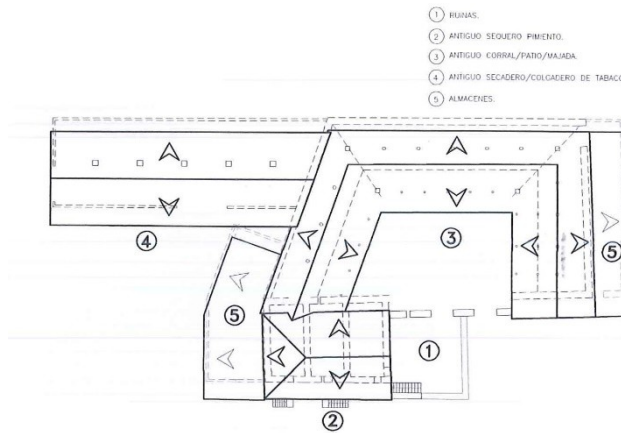 ① RUINAS.
② ANTIGUO SEQUERO PIMIENTO.
③ ANTIGUO CORRAL/PATIO/MAJADA.
④ ANTIGUO SECADERO/COLGADERO DE TABACO
⑤ ALMACENES.
③
⑤
④
⑤
①
②